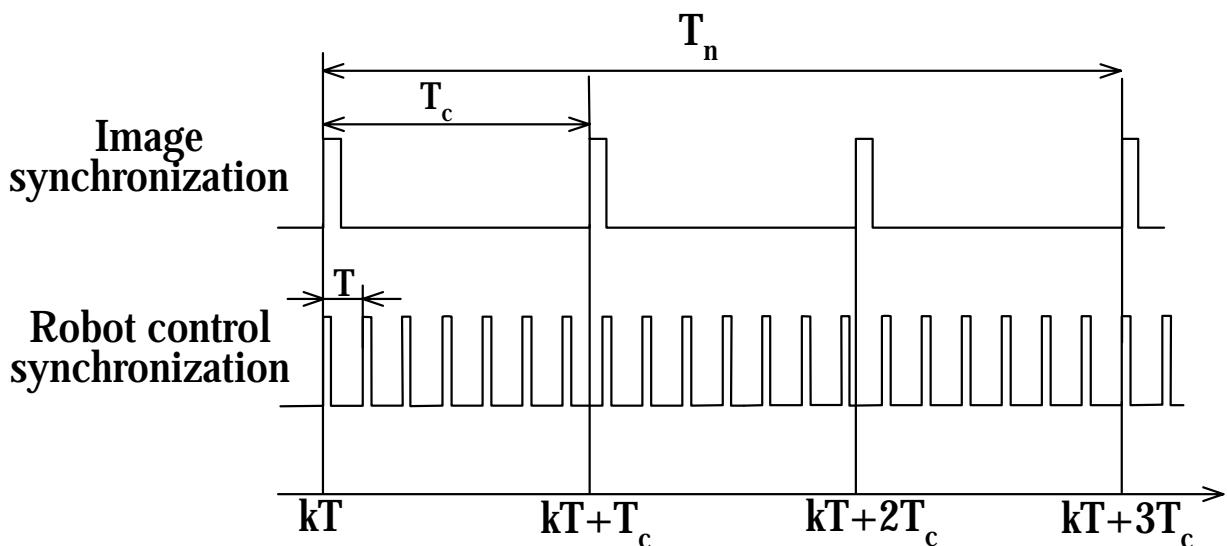 Tn
Tc
Image
synchronization
T
Robot control
synchronization
kT
kT+Tc
kT+2Tc
kT+3Tc